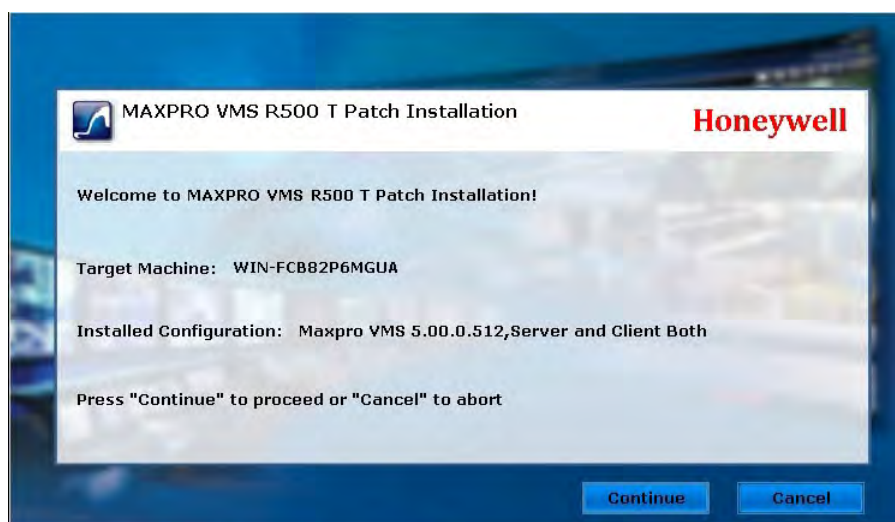 MAXPRO VMS R500 T Patch Installation
Honeywell
Welcome to MAXPRO VMS R500 T Patch Installation!
Target Machine: WIN-FCB82P6MGUA
Installed Configuration: Maxpro VMS 5.00.0.512,Server and Client Both
Press "Continue" to proceed or "Cancel" to abort
Continue
Cancel